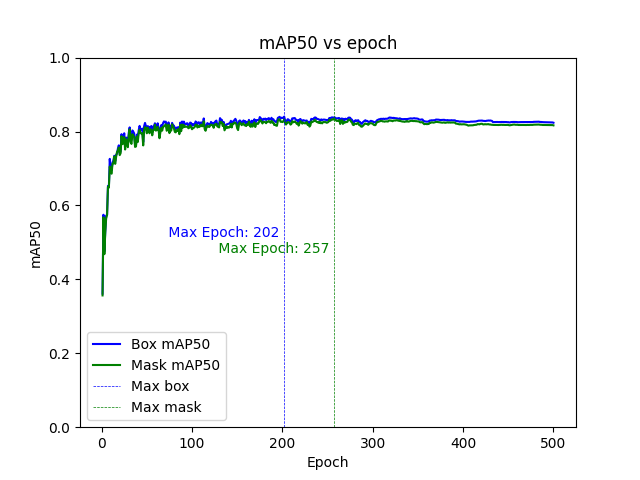 mAP50 vs epoch
1.0
0.8
0.6
0.4
0.2
0.0
mAP50
Max Epoch: 202
Max Epoch: 257
Box mAP50
Mask mAP50
Max box
Max mask
0 100 200 300 400 500
Epoch